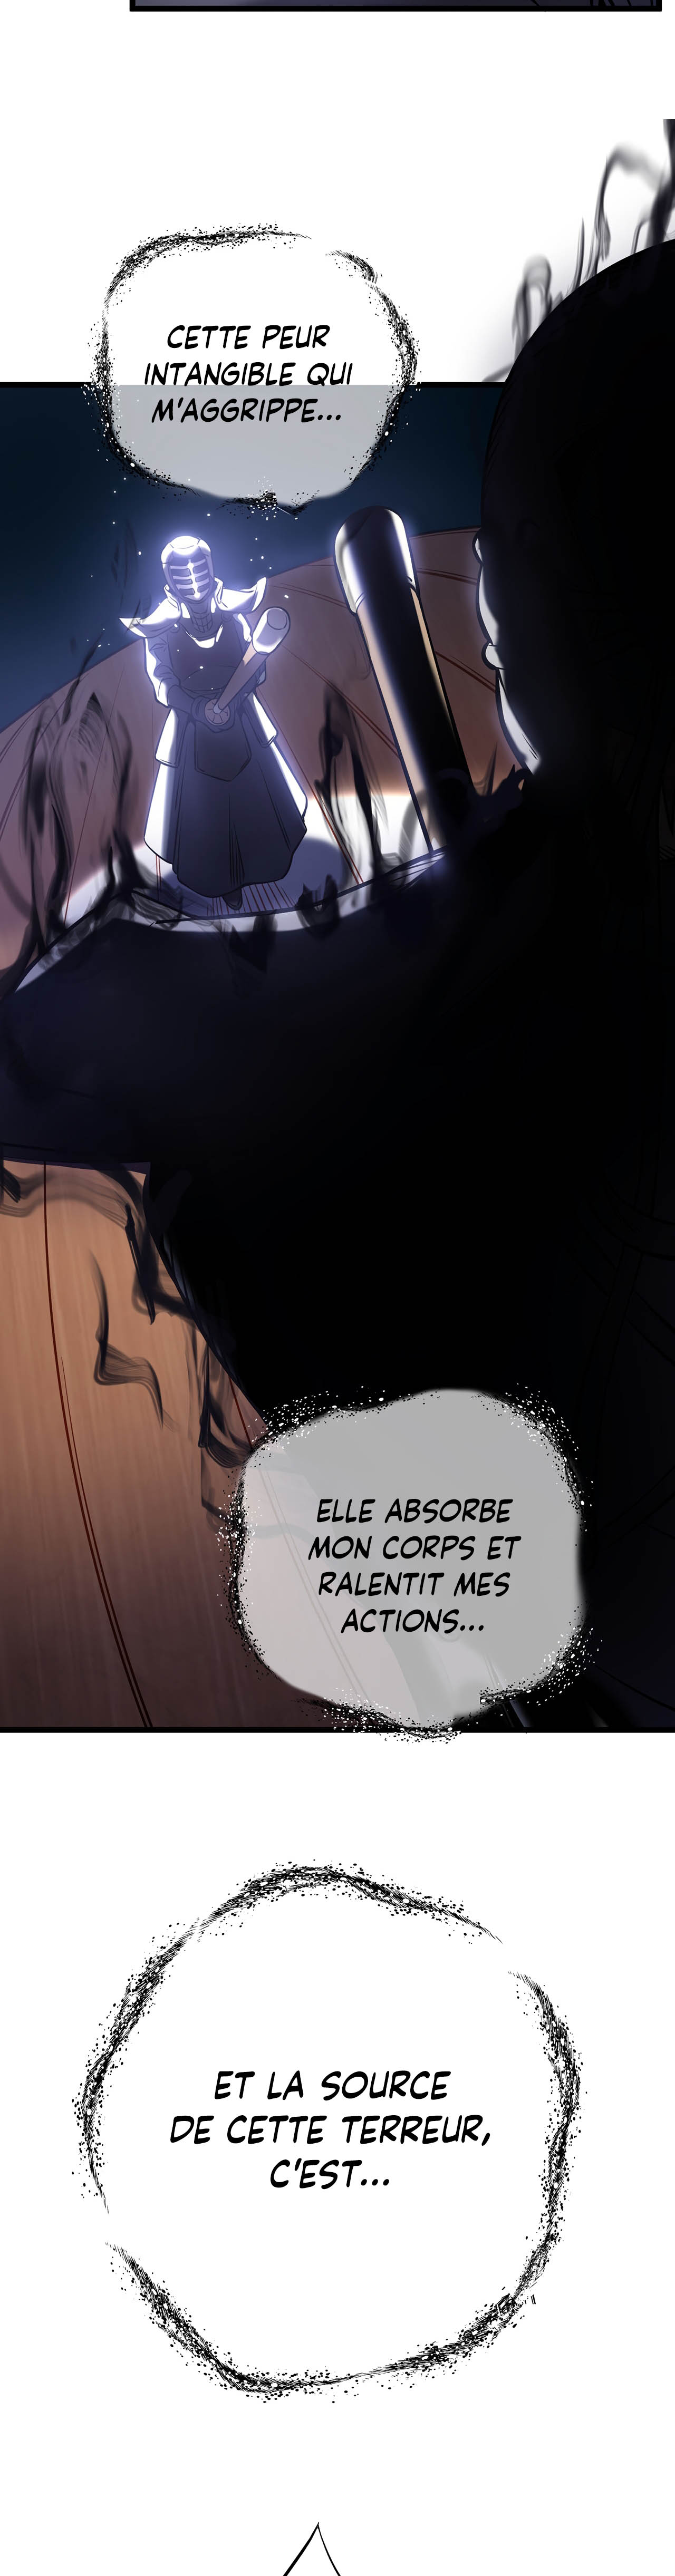 CETTE PEUR
INTANGIBLE QUI
M'AGGRIPPE...
ELLE ABSORBE
MON CORPS ET
RALENTIT MES
ACTIONS...
ET LA SOURCE
DE CETTE TERREUR,
C'EST...